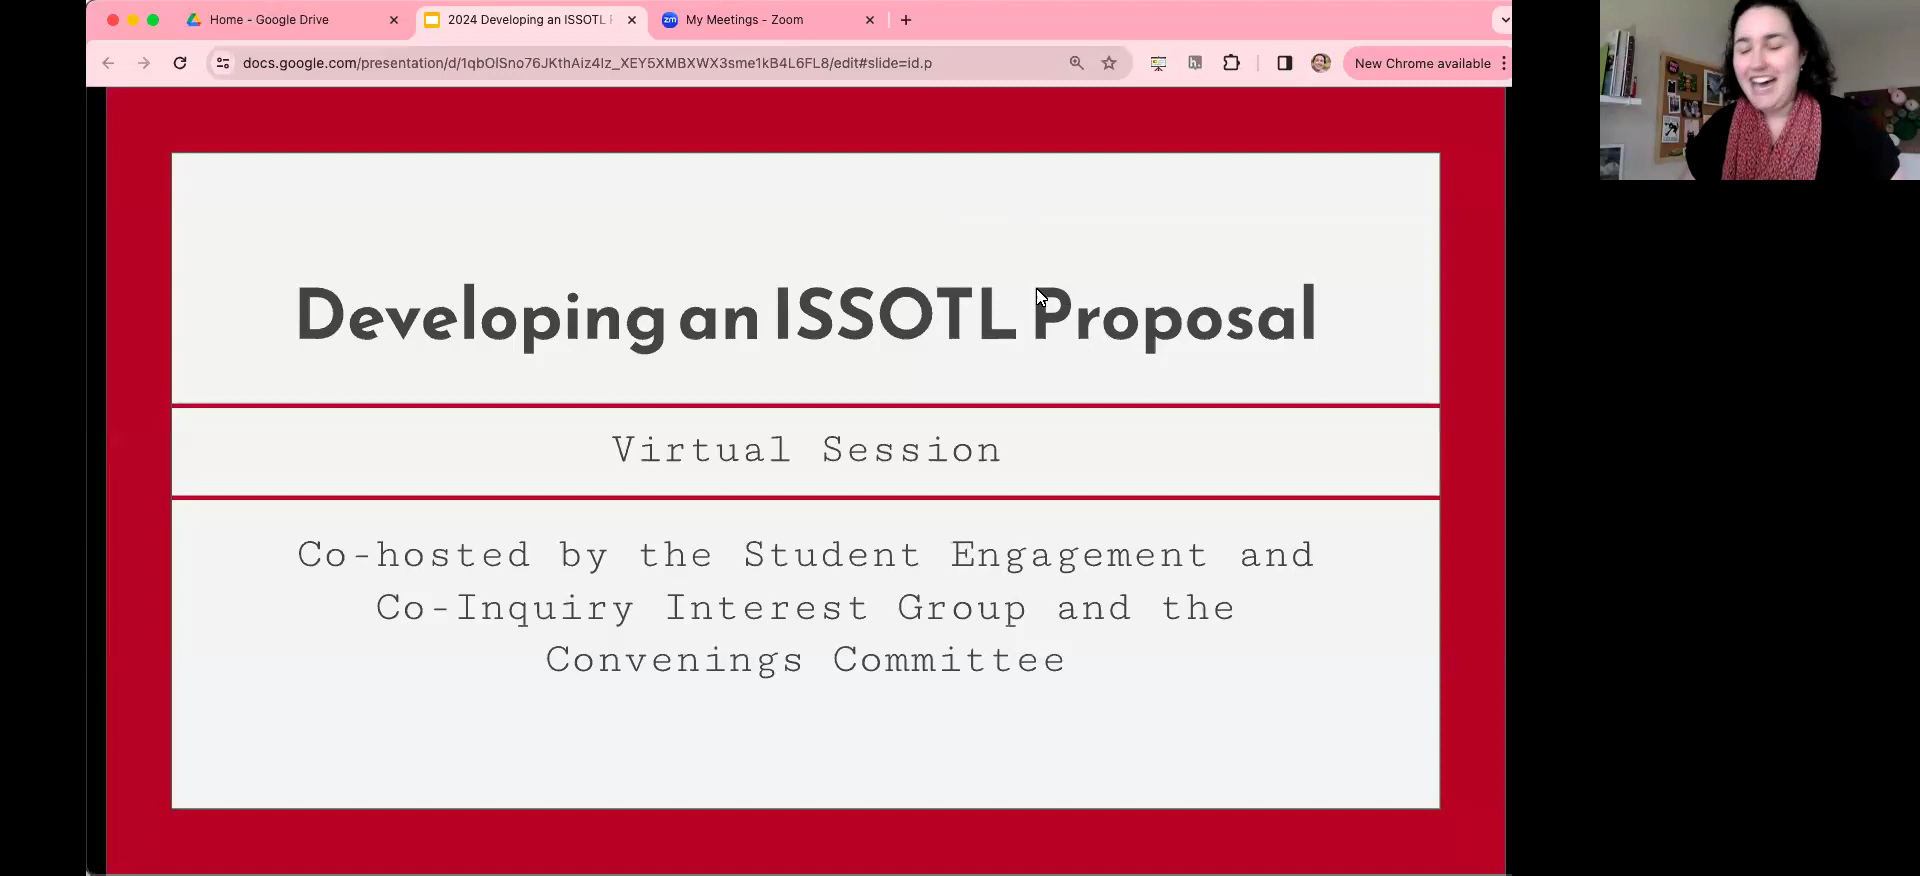 Home - Google Drive
2024 Developing an ISSOTL
My Meetings - Zoom
docs.google.com/presentation/d/1qbOlSno76JKthAiz4Iz_XEY5XMBXWX3sme1kB4L6FL8/edit#slide=id.p
New Chrome available
Developing an ISSOTL Proposal
Virtual Session
Co-hosted by the Student Engagement and
Co-Inquiry Interest Group and the
Convenings Committee